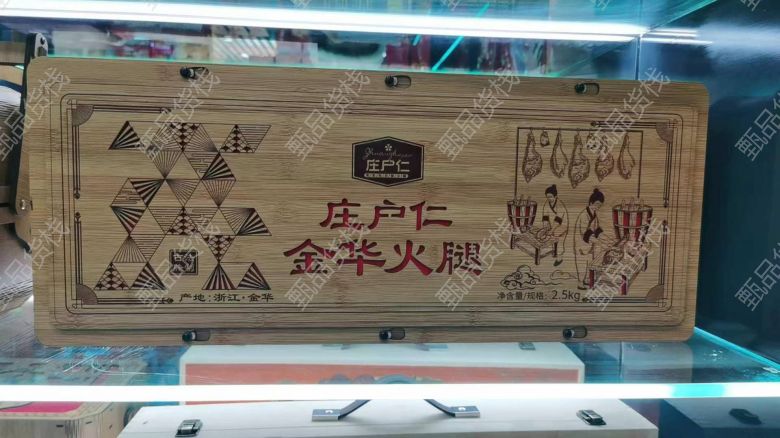 庄户仁
庄户仁
金华火腿
产地:浙江·金华
净含量/规格: 2.5kg
甄品货栈